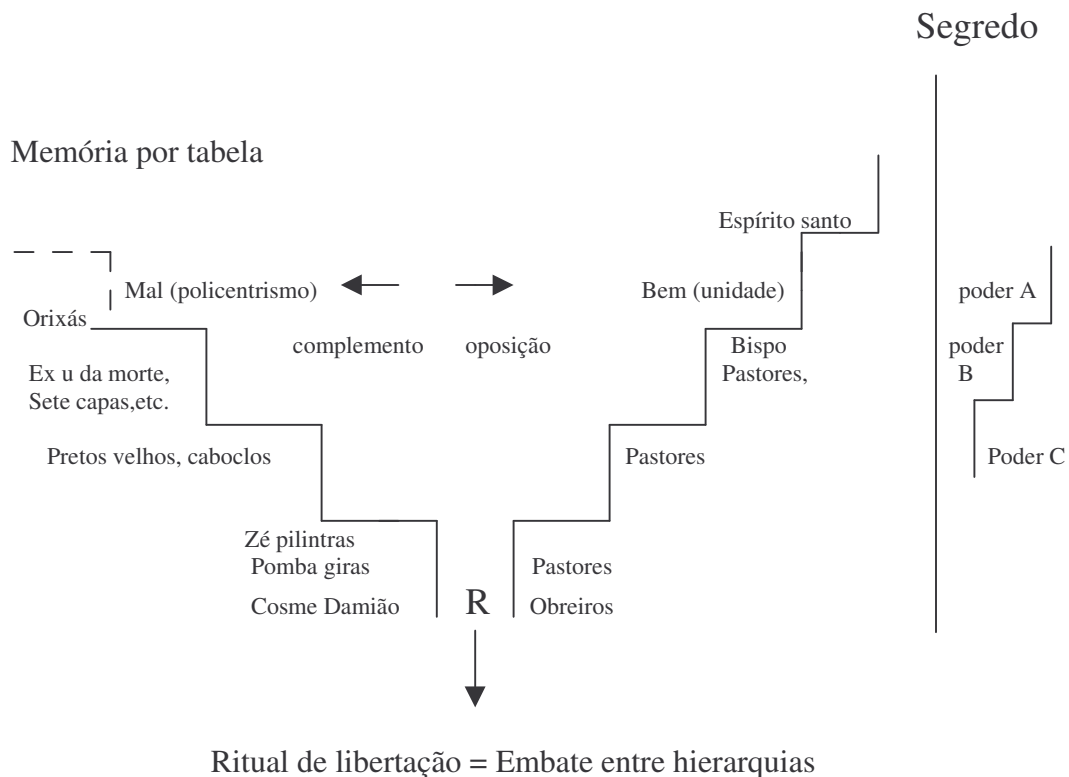 Segredo
Memória por tabela
Espírito santo
Mal (policentrismo)
Bem (unidade)
poder A
Orixás
complemento
oposição
Bispo
Pastores,
poder
B
Ex u da morte,
Sete capas,etc.
Pretos velhos, caboclos
Pastores
Poder C
Zé pilintras
Pomba giras
Cosme Damião
R
Pastores
Obreiros
Ritual de libertação = Embate entre hierarquias